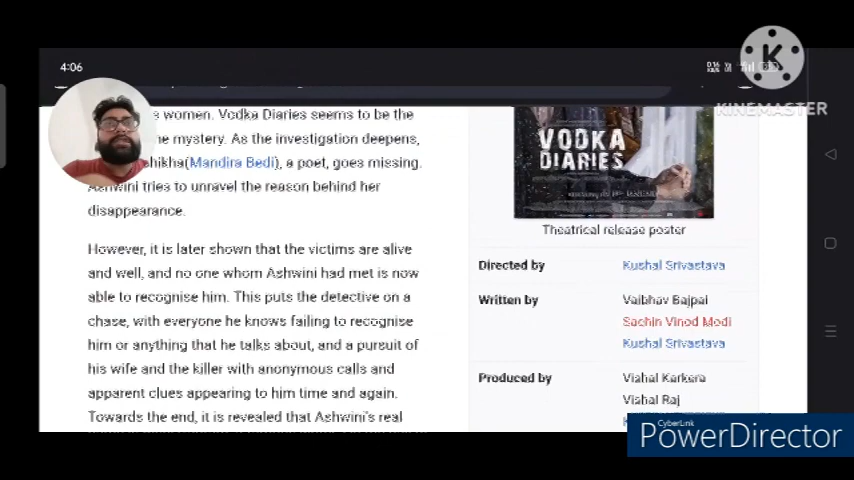 4:06
K
KINEMASTER
women. Vodka Diaries seems to be the
mystery. As the investigation deepens,
(Mandira Bedi), a poet, goes missing.
Ashwini tries to unravel the reason behind her
disappearance.
However, it is later shown that the victims are alive
and well, and no one whom Ashwini had met is now
able to recognise him. This puts the detective on a
chase, with everyone he knows failing to recognise
him or anything that he talks about, and a pursuit of
his wife and the killer with anonymous calls and
apparent clues appearing to him time and again.
Towards the end, it is revealed that Ashwini's real
VODKA
DIARIES
Theatrical release poster
Directed by
Kushal Srivastava
Written by
Vaibhav Bajpai
Sachin Vinod Modi
Kushal Srivastava
Produced by
Vishal Karkera
Vishal Raj
CyberLink
PowerDirector